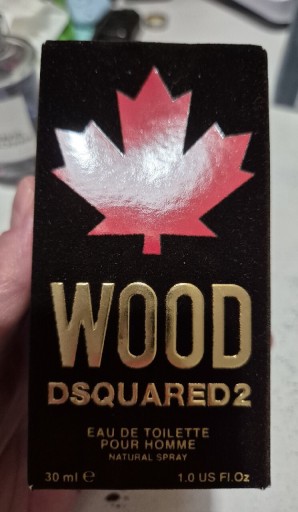 WOOD
DSQUARED2
EAU DE TOILETTE
POUR HOMME
NATURAL SPRAY
30 ml ℮ 1.0 US Fl.Oz